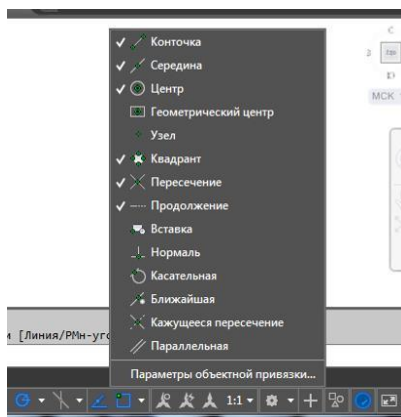 Конточка
Середина
Центр
Геометрический центр
Узел
Квадрант
Пересечение
Продолжение
Вставка
Нормаль
Касательная
Ближайшая
Кажущееся пересечение
Параллельная
Параметры объектной привязки...
С
З
Ю
МСК
и [Линия/РМн-уго
1:1